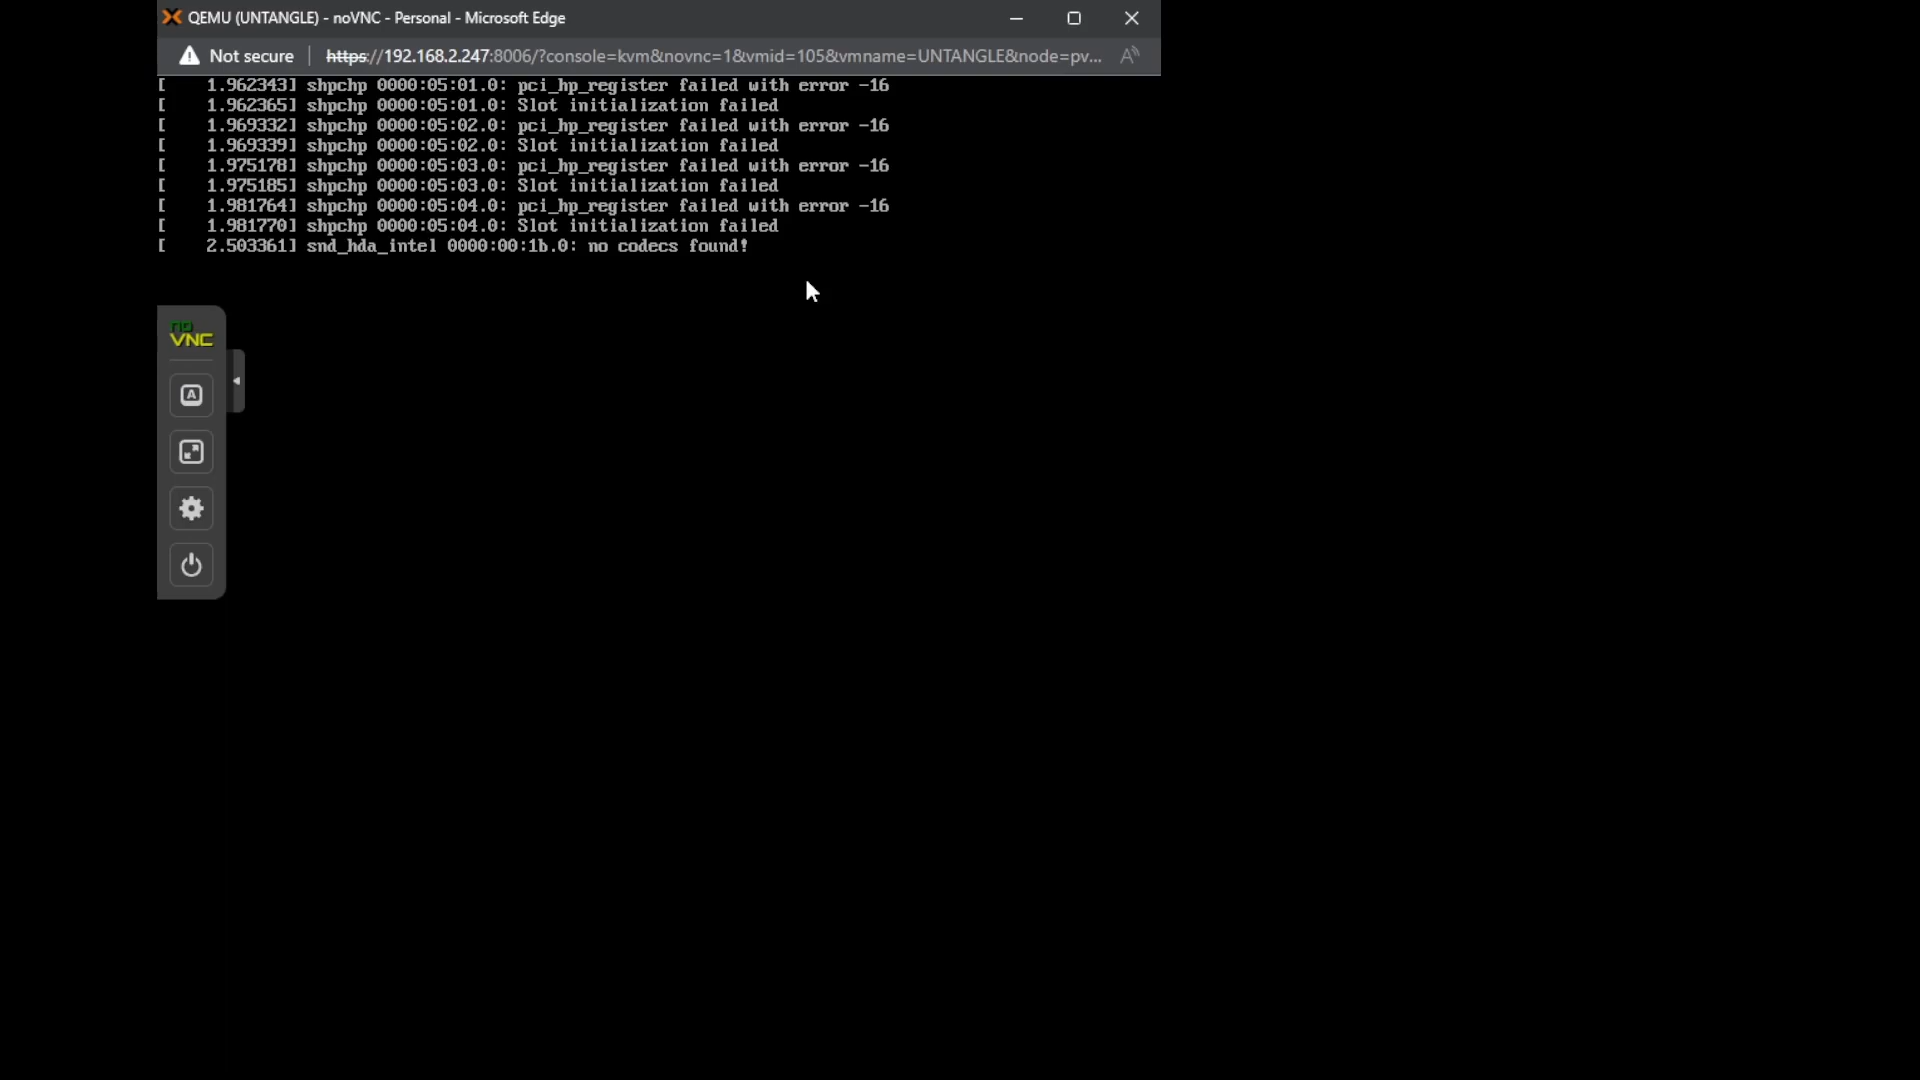 QEMU (UNTANGLE) - noVNC - Personal - Microsoft Edge
Not secure | https://192.168.2.247:8006/?console=kvm&novnc=1&vmid=105&vmname=UNTANGLE&node=pv...
[    1.962343] shpchp 0000:05:01.0: pci_hp_register failed with error -16
[    1.962365] shpchp 0000:05:01.0: Slot initialization failed
[    1.969332] shpchp 0000:05:02.0: pci_hp_register failed with error -16
[    1.969339] shpchp 0000:05:02.0: Slot initialization failed
[    1.975178] shpchp 0000:05:03.0: pci_hp_register failed with error -16
[    1.975185] shpchp 0000:05:03.0: Slot initialization failed
[    1.981764] shpchp 0000:05:04.0: pci_hp_register failed with error -16
[    1.981770] shpchp 0000:05:04.0: Slot initialization failed
[    2.503361] snd_hda_intel 0000:00:1b.0: no codecs found!
no
VNC
A